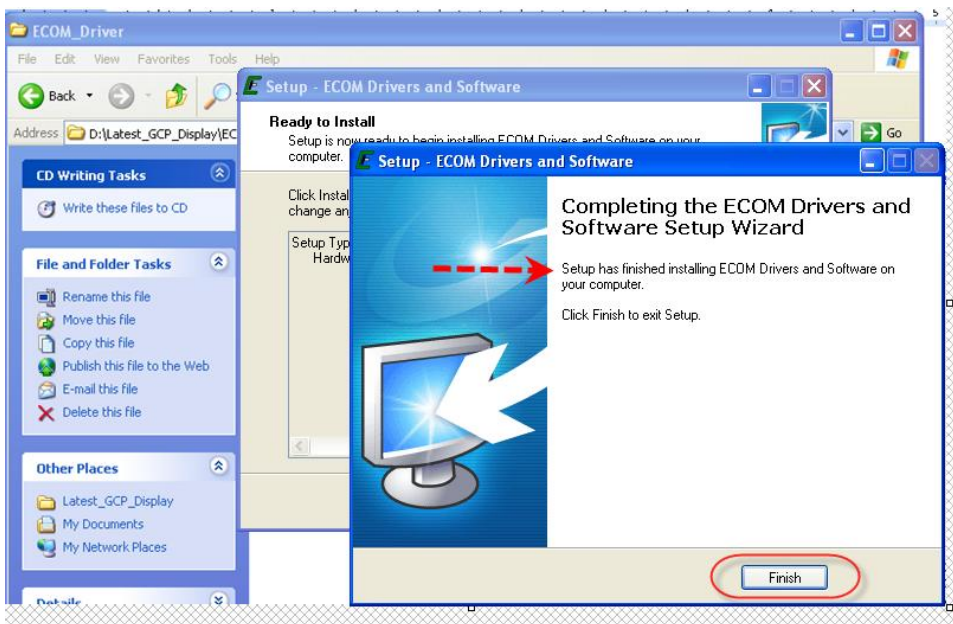 5
ECOM_Driver
File Edit View Favorites Tools Help
Back
Address D:\Latest_GCP_Display\EC
Go
CD Writing Tasks
Write these files to CD
File and Folder Tasks
Rename this file
Move this file
Copy this file
Publish this file to the Web
E-mail this file
Delete this file
Other Places
Latest_GCP_Display
My Documents
My Network Places
Details
Setup - ECOM Drivers and Software
Ready to Install
Setup is now ready to begin installing ECOM Drivers and Software on your
computer.
Click Instal
change an
Setup Typ
Hardw
Setup - ECOM Drivers and Software
Completing the ECOM Drivers and
Software Setup Wizard
Setup has finished installing ECOM Drivers and Software on
your computer.
Click Finish to exit Setup.
Finish